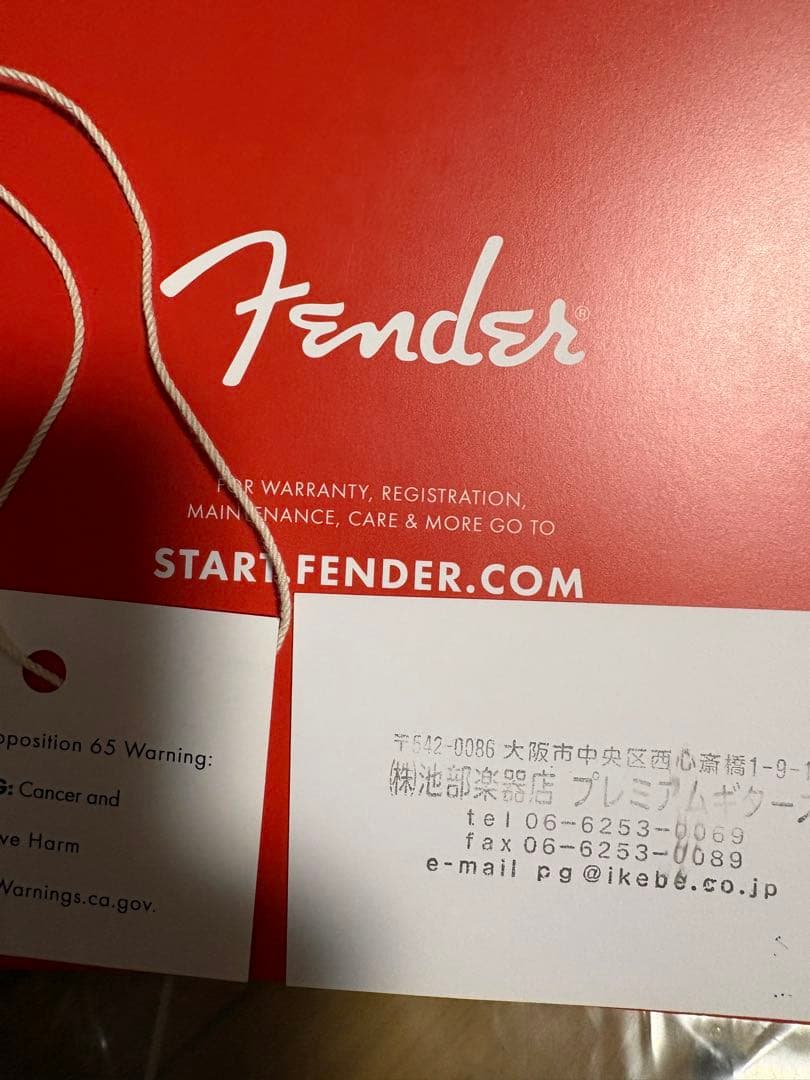 Fender®
FOR WARRANTY, REGISTRATION,
MAINTENANCE, CARE & MORE GO TO
START.FENDER.COM
oposition 65 Warning:
G: Cancer and
ve Harm
Warnings.ca.gov.
〒542-0086 大阪市中央区西心斎橋1-9-1
㈱池部楽器店 プレミアムギターズ
tel 06-6253-0069
fax 06-6253-0089
e-mail pg@ikebe.co.jp